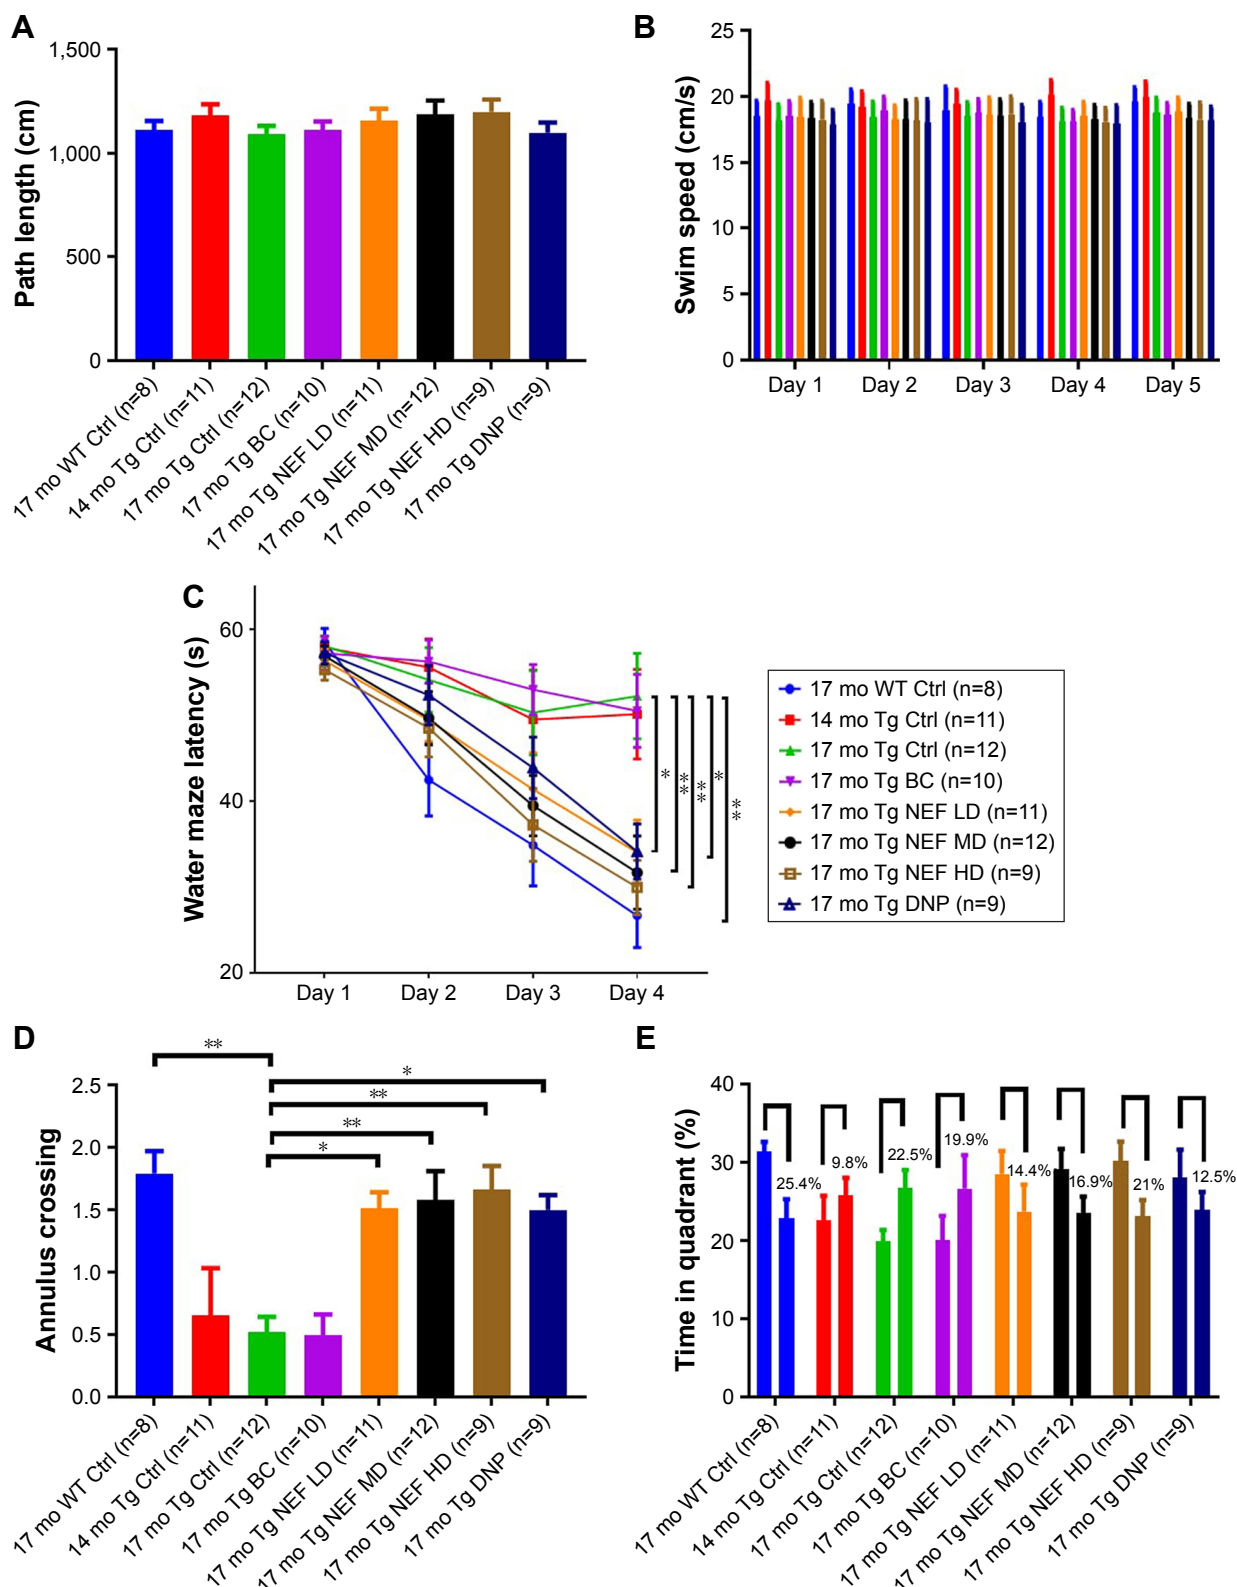 A
Path length (cm)
1,500
1,000
500
0
17 mo WT Ctrl (n=8)
14 mo Tg Ctrl (n=11)
17 mo Tg Ctrl (n=12)
17 mo Tg BC (n=10)
17 mo Tg NEF LD (n=11)
17 mo Tg NEF MD (n=12)
17 mo Tg NEF HD (n=9)
17 mo Tg DNP (n=9)
B
Swim speed (cm/s)
25
20
15
10
5
0
Day 1
Day 2
Day 3
Day 4
Day 5
C
Water maze latency (s)
60
40
20
Day 1
Day 2
Day 3
Day 4
*
**
**
*
**
17 mo WT Ctrl (n=8)
14 mo Tg Ctrl (n=11)
17 mo Tg Ctrl (n=12)
17 mo Tg BC (n=10)
17 mo Tg NEF LD (n=11)
17 mo Tg NEF MD (n=12)
17 mo Tg NEF HD (n=9)
17 mo Tg DNP (n=9)
D
Annulus crossing
2.5
2.0
1.5
1.0
0.5
0.0
**
*
**
**
*
17 mo WT Ctrl (n=8)
14 mo Tg Ctrl (n=11)
17 mo Tg Ctrl (n=12)
17 mo Tg BC (n=10)
17 mo Tg NEF LD (n=11)
17 mo Tg NEF MD (n=12)
17 mo Tg NEF HD (n=9)
17 mo Tg DNP (n=9)
E
Time in quadrant (%)
40
30
20
10
0
25.4%
9.8%
22.5%
19.9%
14.4%
16.9%
21%
12.5%
17 mo WT Ctrl (n=8)
14 mo Tg Ctrl (n=11)
17 mo Tg Ctrl (n=12)
17 mo Tg BC (n=10)
17 mo Tg NEF LD (n=11)
17 mo Tg NEF MD (n=12)
17 mo Tg NEF HD (n=9)
17 mo Tg DNP (n=9)